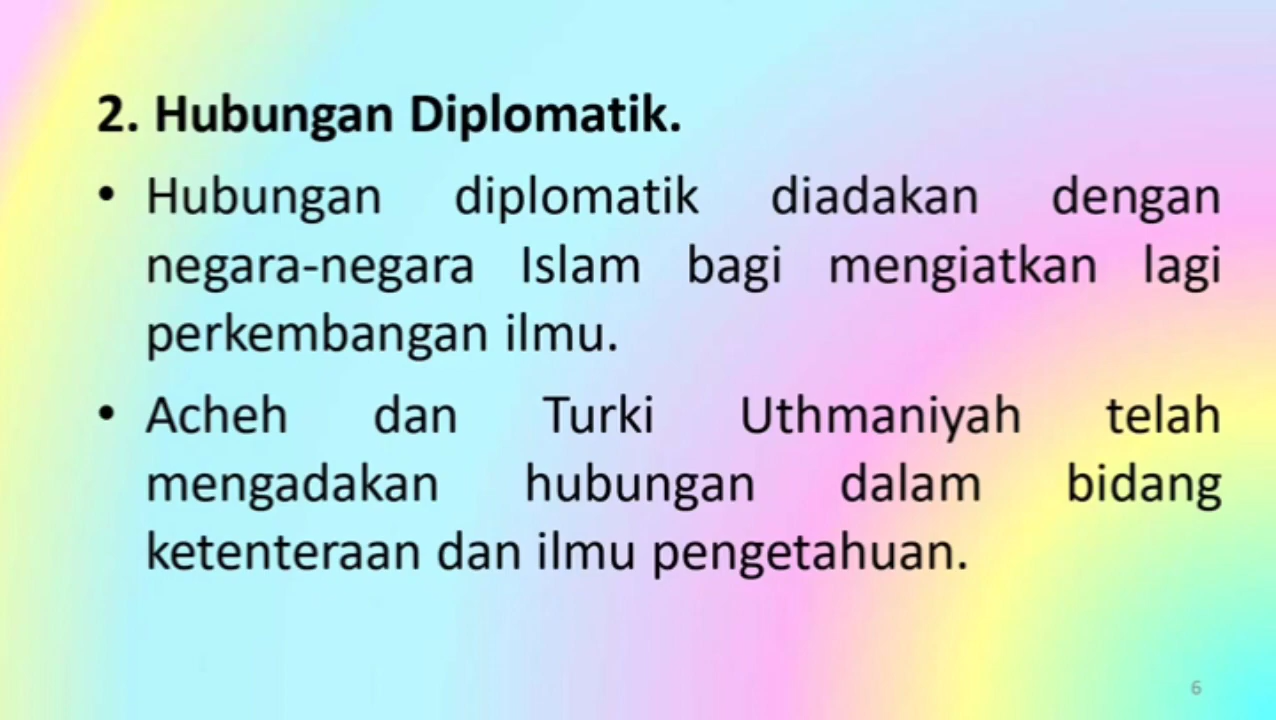 2. Hubungan Diplomatik.
• Hubungan diplomatik diadakan dengan
negara-negara Islam bagi mengiatkan lagi
perkembangan ilmu.
• Acheh dan Turki Uthmaniyah telah
mengadakan hubungan dalam bidang
ketenteraan dan ilmu pengetahuan.
6